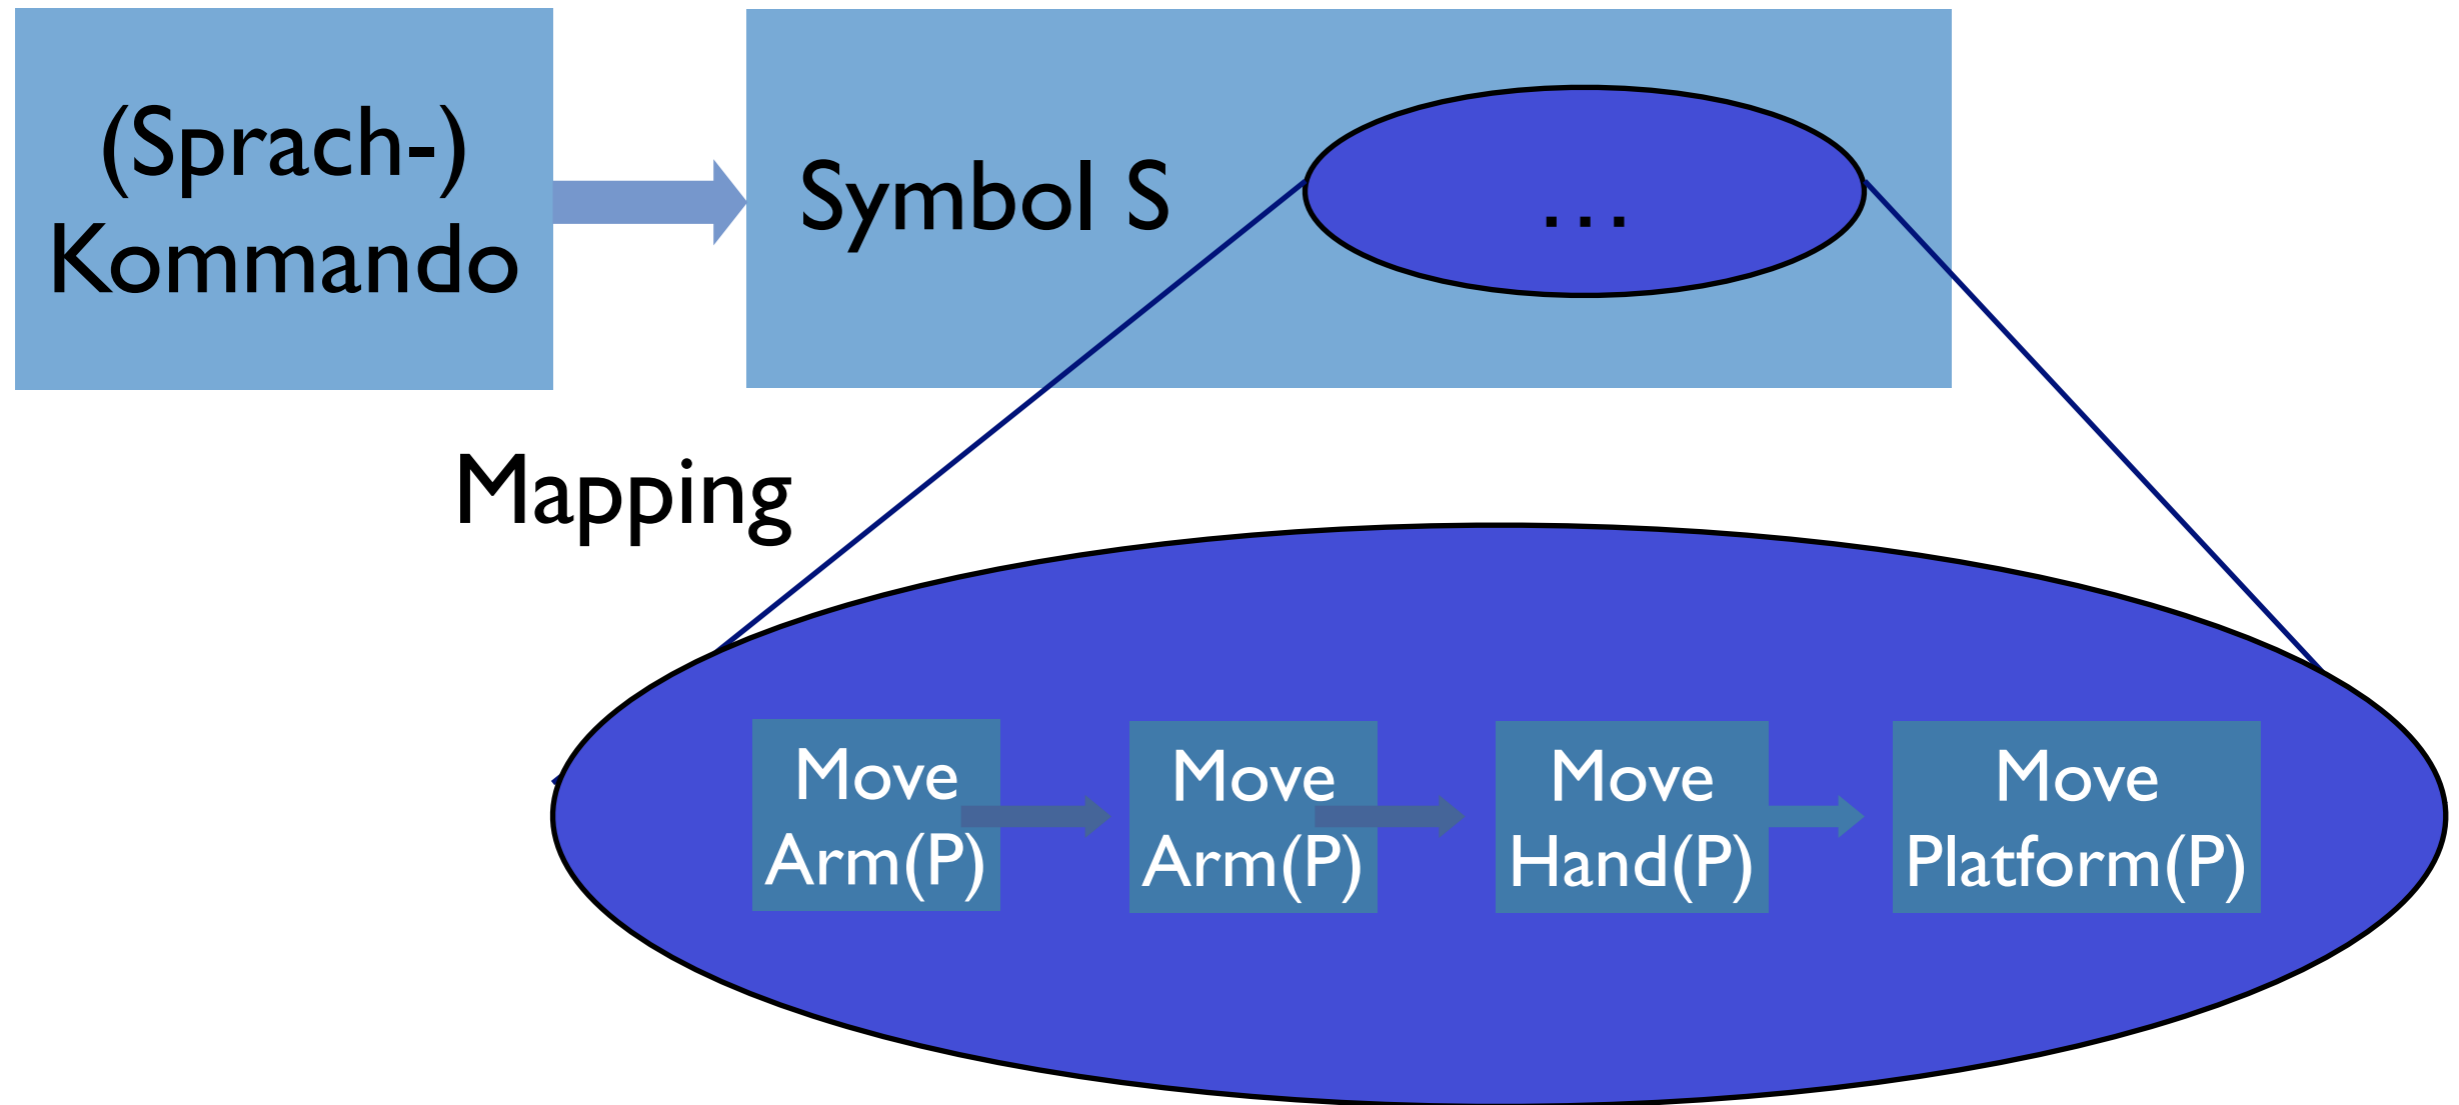 (Sprach-)
Kommando
Symbol S
...
Mapping
Move
Arm(P)
Move
Arm(P)
Move
Hand(P)
Move
Platform(P)